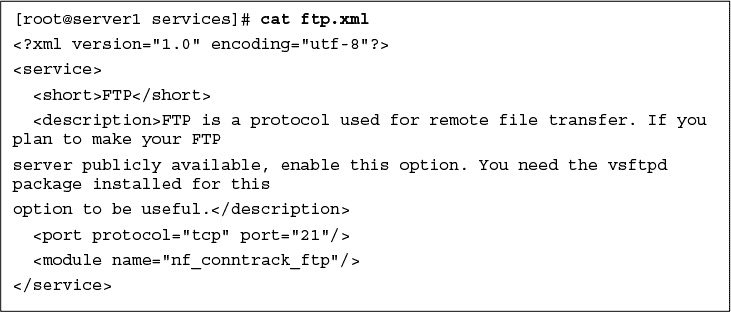 [root@server1 services]# cat ftp.xml
<?xml version="1.0" encoding="utf-8"?>
<service>
  <short>FTP</short>
  <description>FTP is a protocol used for remote file transfer. If you
plan to make your FTP
server publicly available, enable this option. You need the vsftpd
package installed for this
option to be useful.</description>
  <port protocol="tcp" port="21"/>
  <module name="nf_conntrack_ftp"/>
</service>